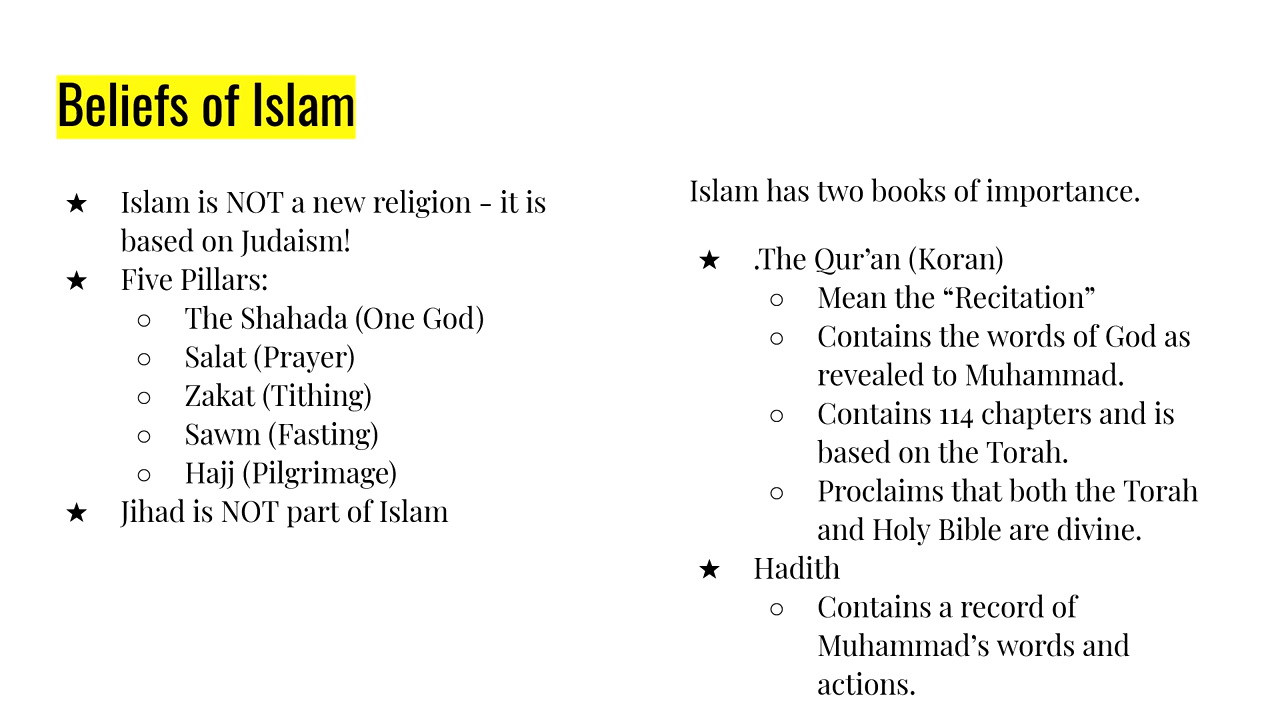 Beliefs of Islam
★ Islam is NOT a new religion - it is
based on Judaism!
★ Five Pillars:
○ The Shahada (One God)
○ Salat (Prayer)
○ Zakat (Tithing)
○ Sawm (Fasting)
○ Hajj (Pilgrimage)
★ Jihad is NOT part of Islam
Islam has two books of importance.
★ .The Qur’an (Koran)
○ Mean the “Recitation”
○ Contains the words of God as
revealed to Muhammad.
○ Contains 114 chapters and is
based on the Torah.
○ Proclaims that both the Torah
and Holy Bible are divine.
★ Hadith
○ Contains a record of
Muhammad’s words and
actions.